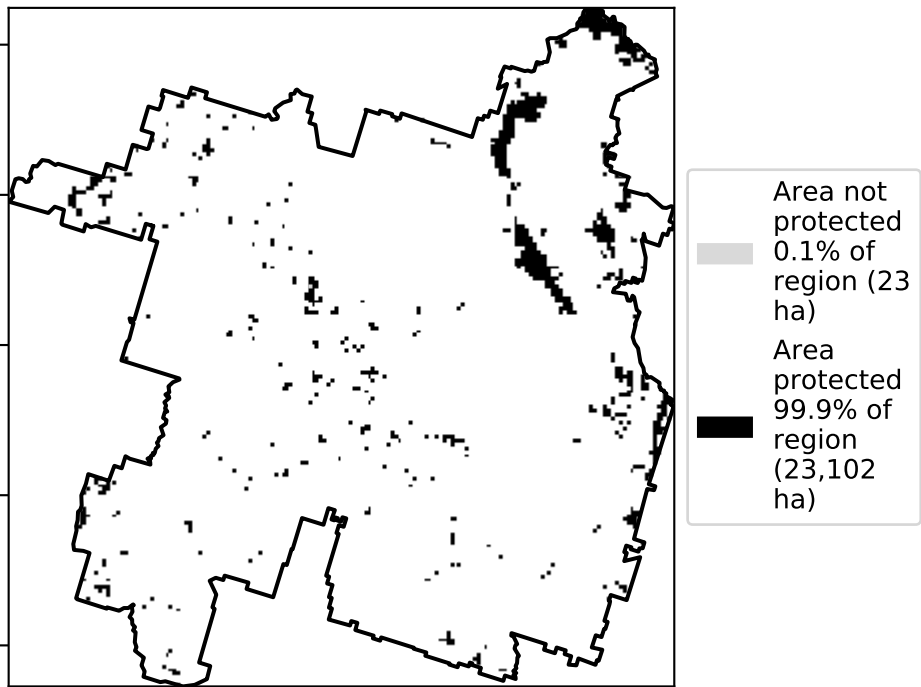 Area not
protected
0.1% of
region (23
ha)
Area
protected
99.9% of
region
(23,102
ha)